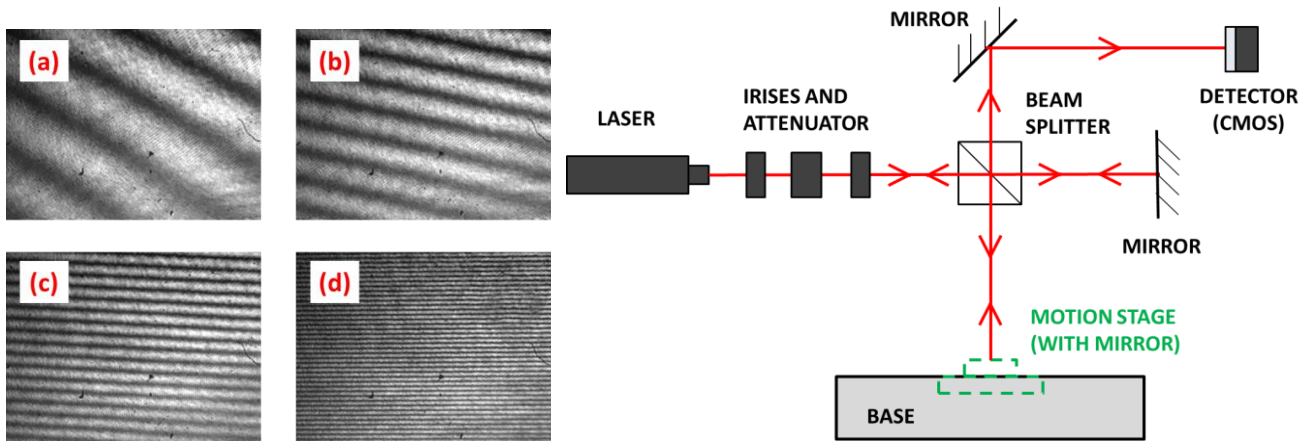 (a)
(b)
(c)
(d)
MIRROR
LASER
IRISES AND
ATTENUATOR
BEAM
SPLITTER
DETECTOR
(CMOS)
MIRROR
MOTION STAGE
(WITH MIRROR)
BASE